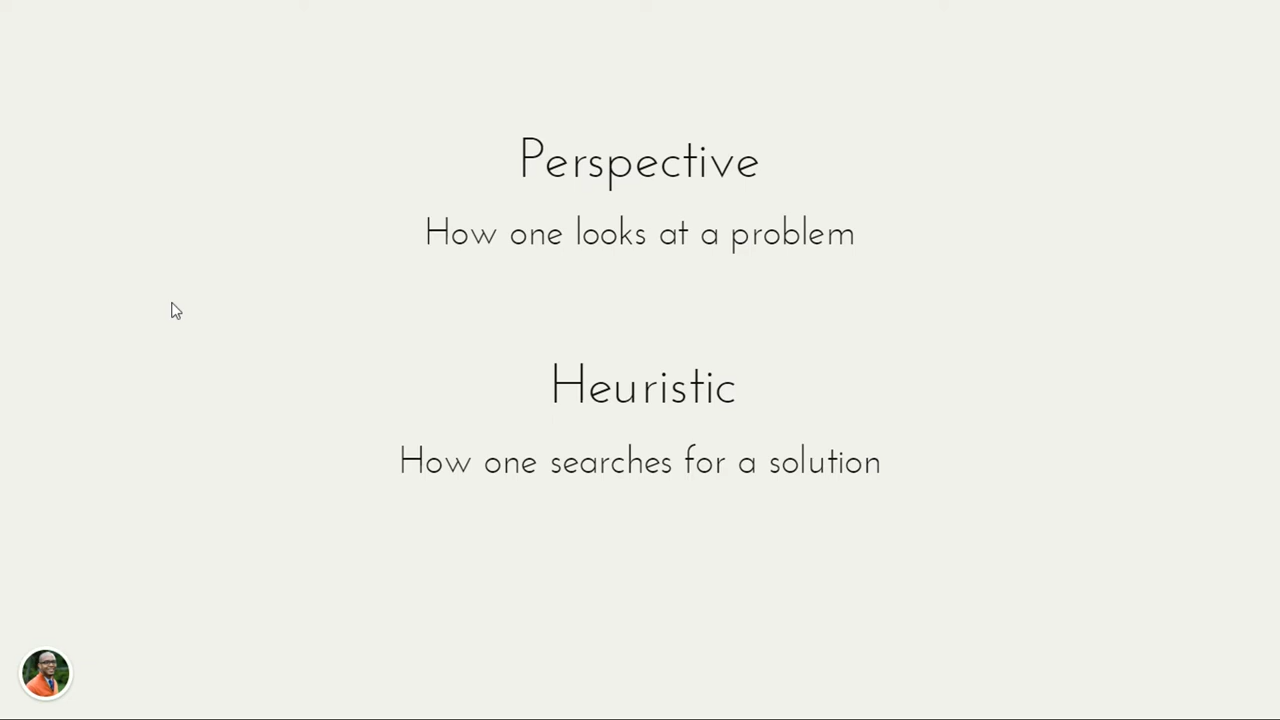 Perspective
How one looks at a problem
Heuristic
How one searches for a solution